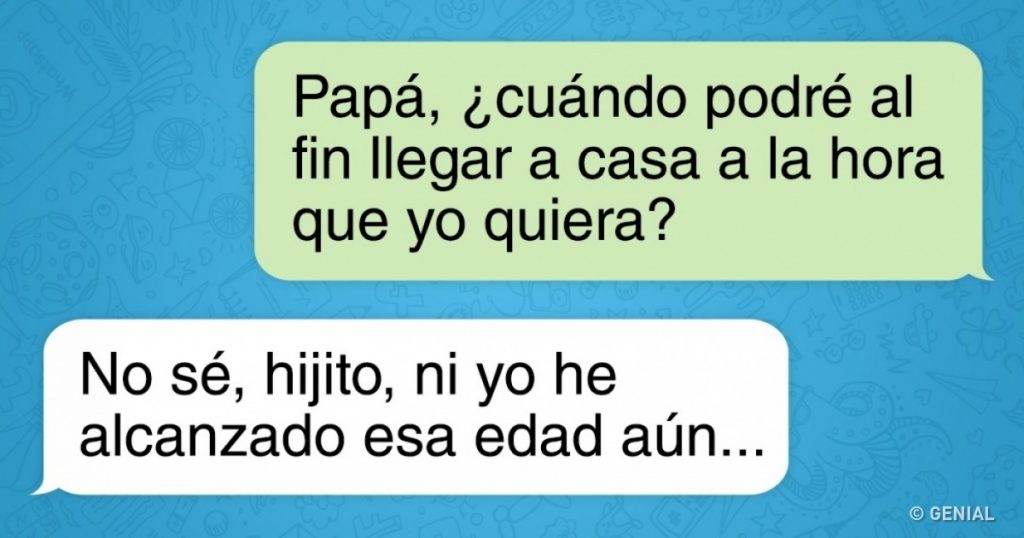 Papá, ¿cuándo podré al
fin llegar a casa a la hora
que yo quiera?
No sé, hijito, ni yo he
alcanzado esa edad aún...
© GENIAL